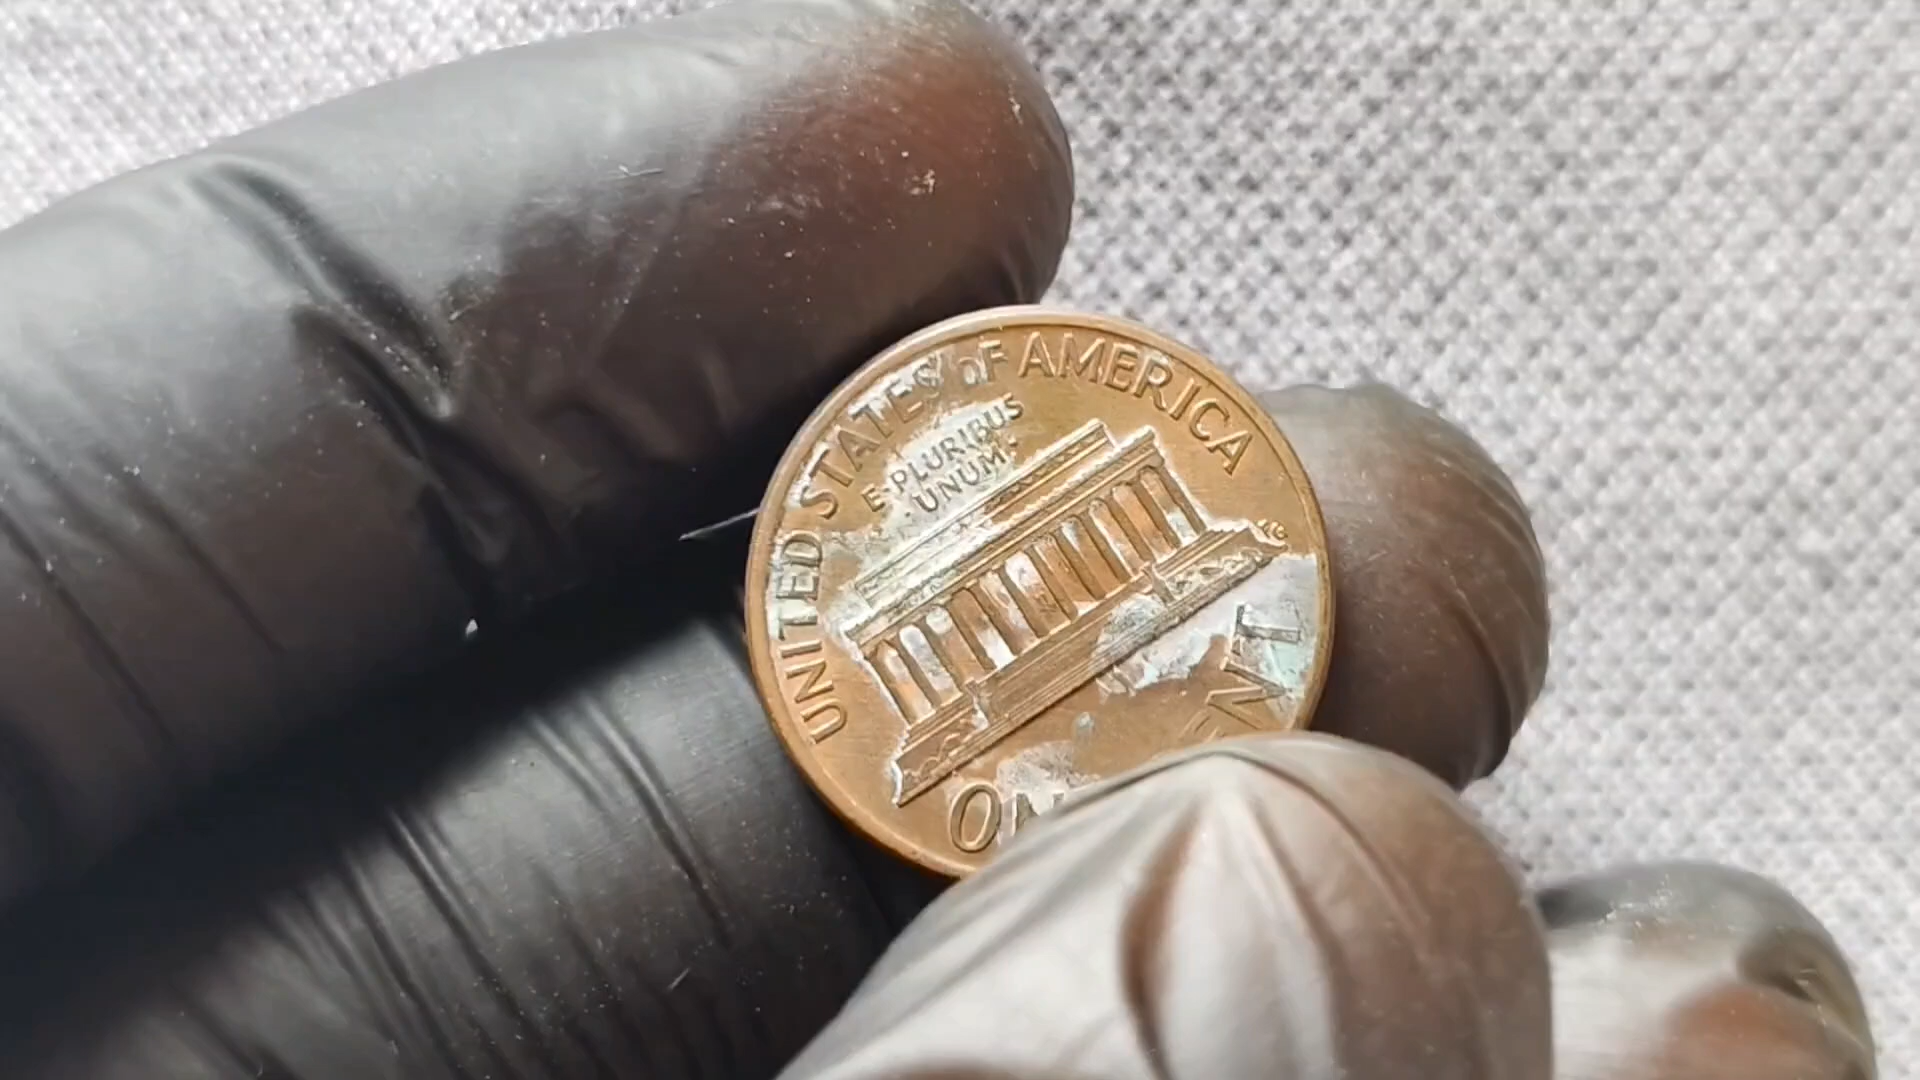 UNITED STATES OF AMERICA
E·PLURIBUS
·UNUM·